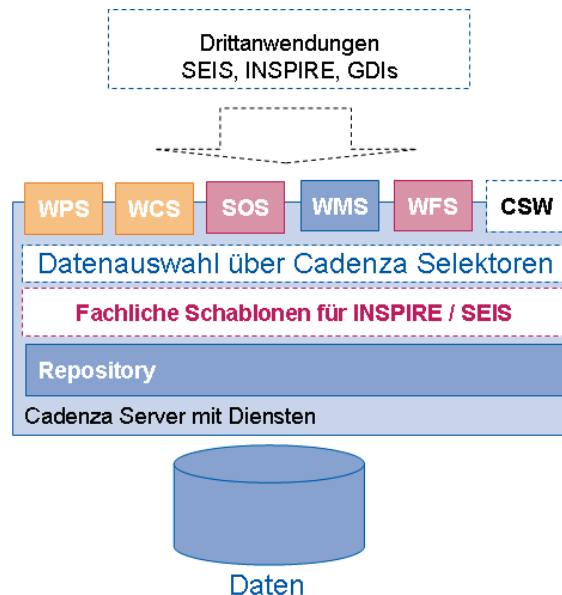 Drittanwendungen
SEIS, INSPIRE, GDIs
WPS WCS SOS WMS WFS CSW
Datenauswahl über Cadenza Selektoren
Fachliche Schablonen für INSPIRE / SEIS
Repository
Cadenza Server mit Diensten
Daten